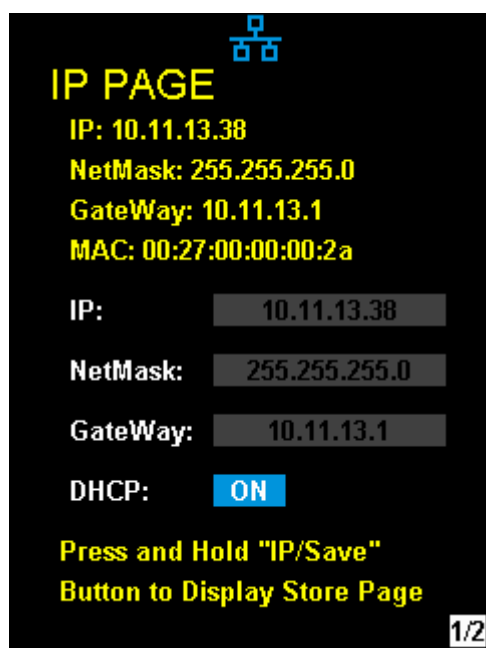 IP PAGE
IP: 10.11.13.38
NetMask: 255.255.255.0
GateWay: 10.11.13.1
MAC: 00:27:00:00:00:2a
IP: 10.11.13.38
NetMask: 255.255.255.0
GateWay: 10.11.13.1
DHCP: ON
Press and Hold "IP/Save"
Button to Display Store Page
1/2